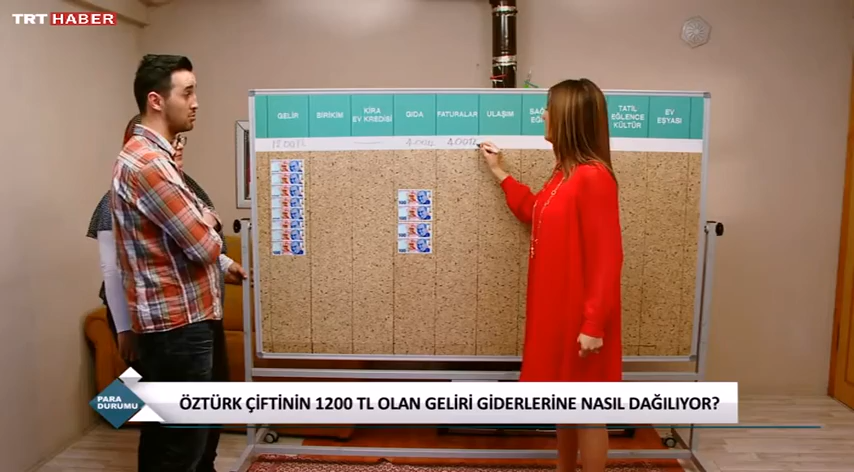 TRT HABER
GELİR
BİRİKİM
KİRA
EV KREDİSİ
GIDA
FATURALAR
ULAŞIM
TATİL
EĞLENCE
KÜLTÜR
EV
EŞYASI
400TL
PARA
DURUMU
ÖZTÜRK ÇİFTİNİN 1200 TL OLAN GELİRİ GİDERLERİNE NASIL DAĞILIYOR?